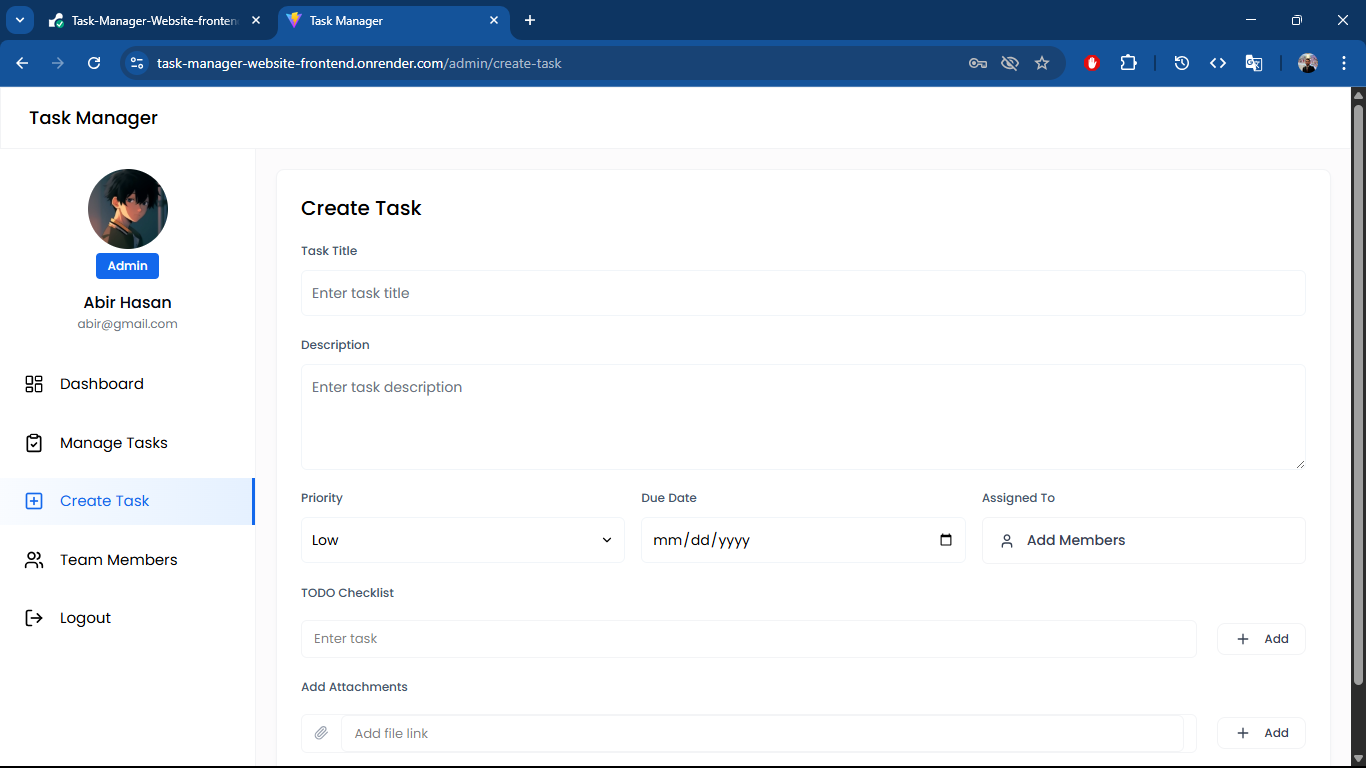 Task-Manager-Website-fronten
Task Manager
task-manager-website-frontend.onrender.com/admin/create-task
Task Manager
Admin
Abir Hasan
abir@gmail.com
Dashboard
Manage Tasks
Create Task
Team Members
Logout
Create Task
Task Title
Enter task title
Description
Enter task description
Priority Due Date Assigned To
Low mm/dd/yyyy Add Members
TODO Checklist
Enter task Add
Add Attachments
Add file link Add